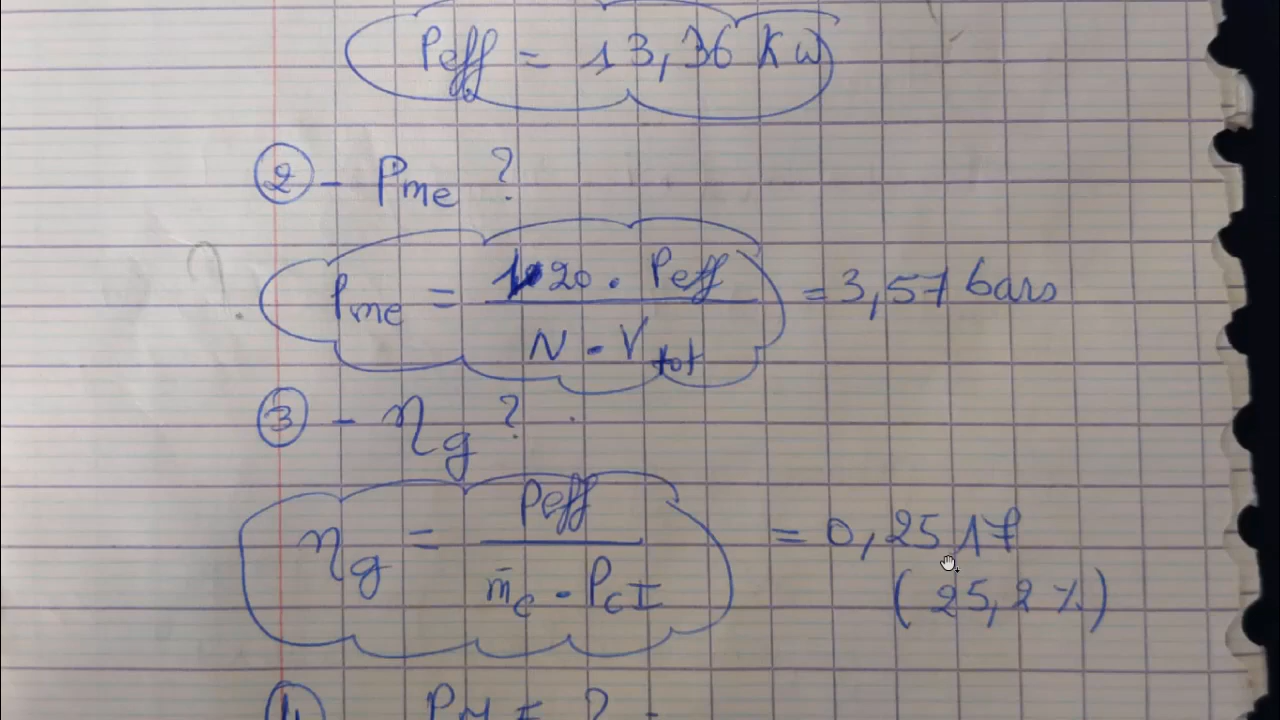 Peff = 13,36 Kw
② - Pme ?
Pme = 120 . Peff / N . Vtot = 3,57 bars
③ - ηg ?
ηg = Peff / ṁc . PcI = 0,2517
(25,2 %)